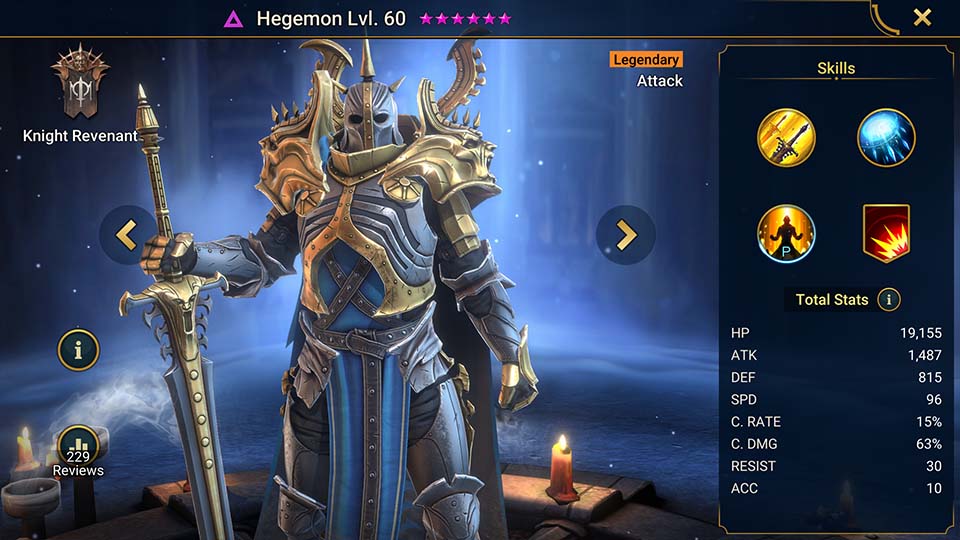 Hegemon Lvl. 60
Legendary
Attack
Knight Revenant
229
Reviews
Skills
P
Total Stats i
HP 19,155
ATK 1,487
DEF 815
SPD 96
C. RATE 15%
C. DMG 63%
RESIST 30
ACC 10
i